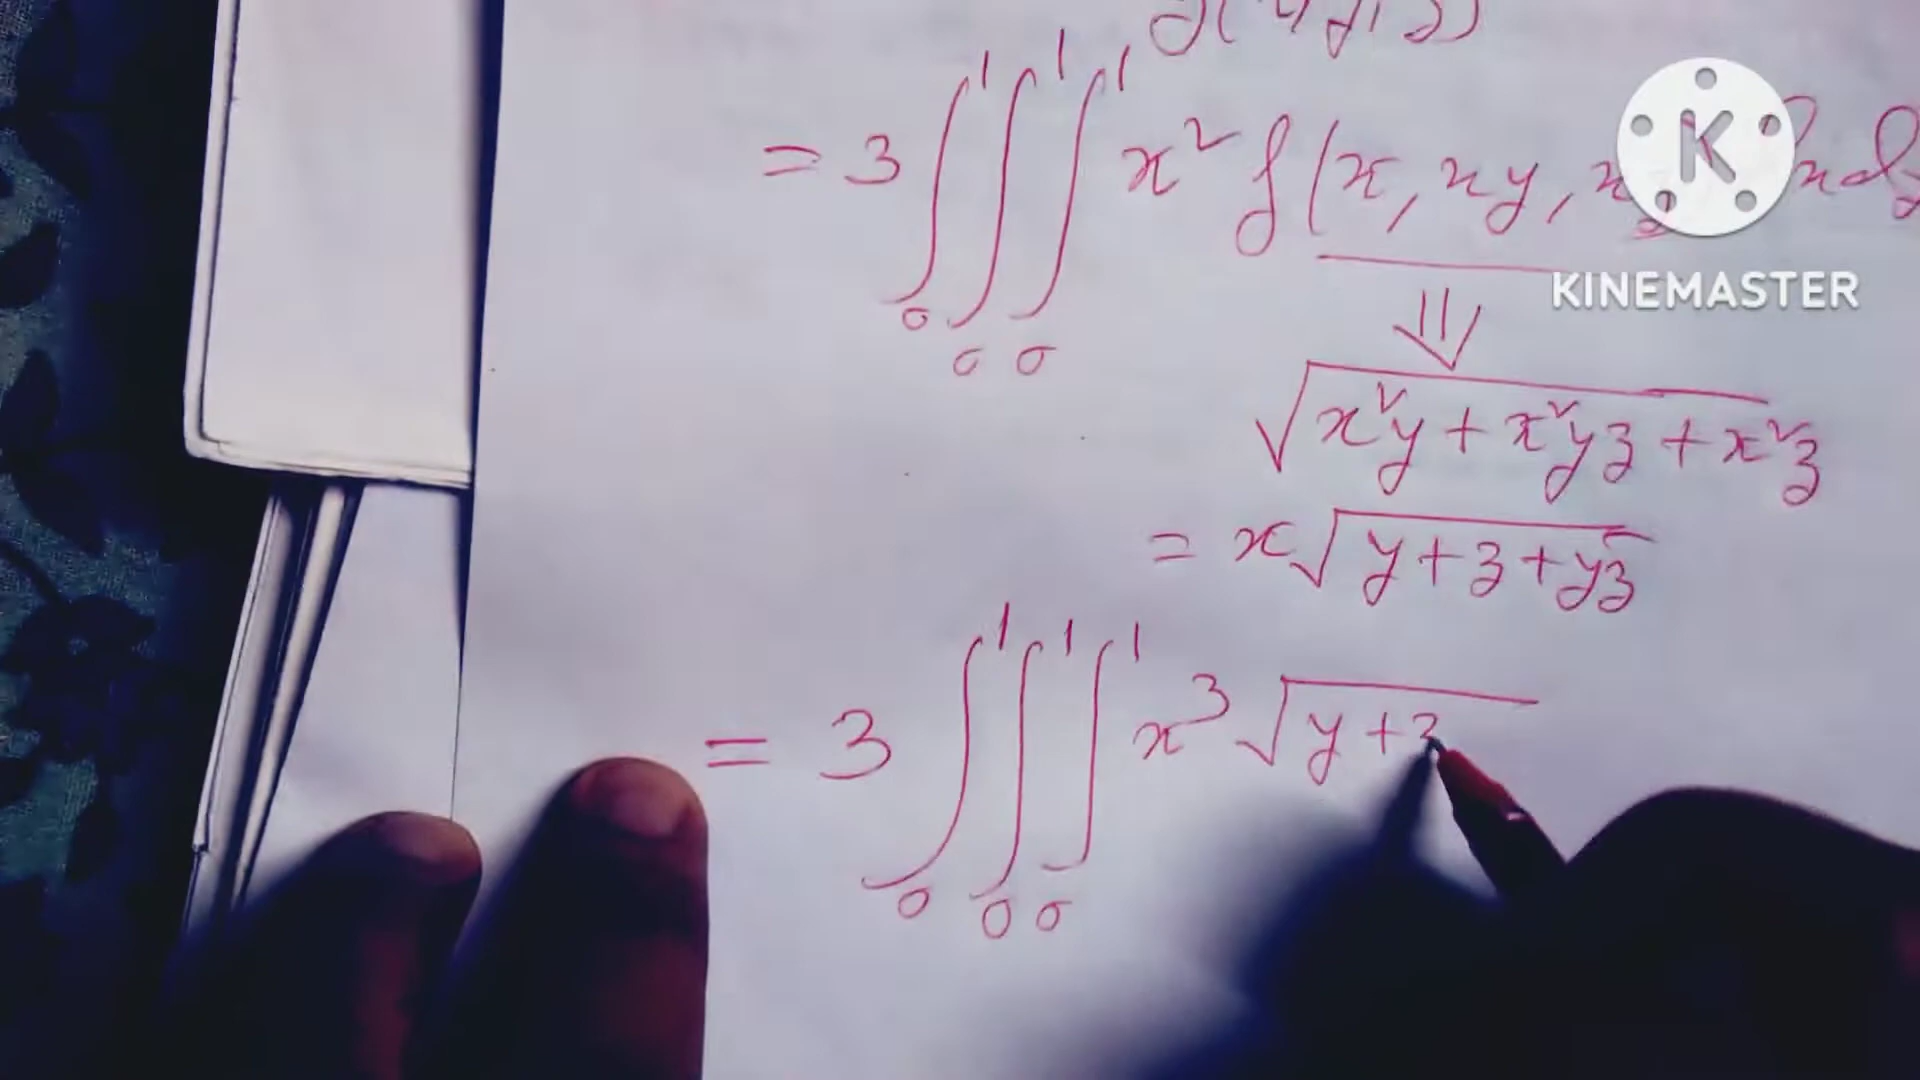 = 3 ∫₀¹ ∫₀¹ ∫₀¹ x² f(x, xy, x
KINEMASTER
⇓
√(x²y + x²yz + x²z)
= x√(y + z + yz)
= 3 ∫₀¹ ∫₀¹ ∫₀¹ x³ √(y + z